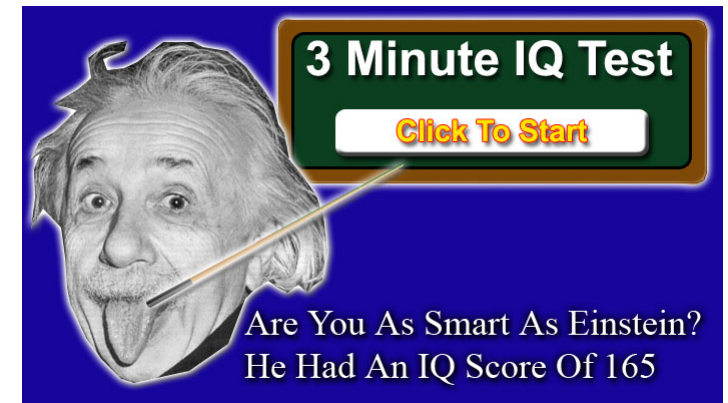 3 Minute IQ Test
Click To Start
Are You As Smart As Einstein?
He Had An IQ Score Of 165